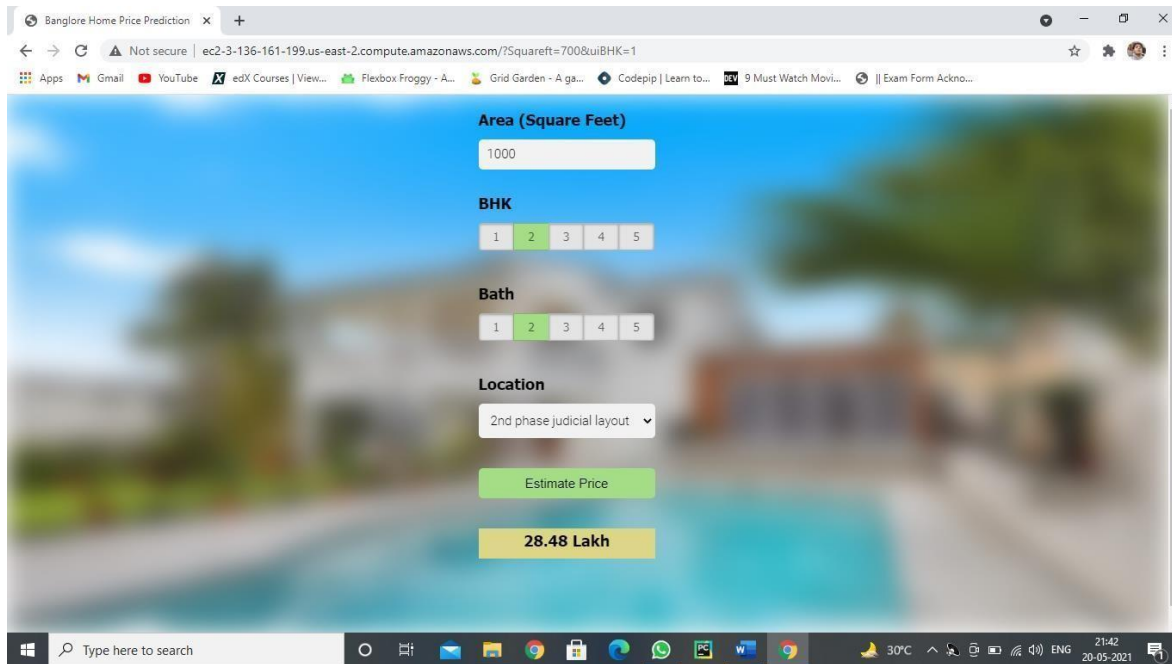 Banglore Home Price Prediction
Not secure | ec2-3-136-161-199.us-east-2.compute.amazonaws.com/?Squareft=700&uiBHK=1
Apps Gmail YouTube edX Courses | View... Flexbox Froggy - A... Grid Garden - A ga... Codepip | Learn to... DEV 9 Must Watch Movi... || Exam Form Ackno...
Area (Square Feet)
1000
BHK
1 2 3 4 5
Bath
1 2 3 4 5
Location
2nd phase judicial layout
Estimate Price
28.48 Lakh
Type here to search PC W 30°C ENG 21:42
20-05-2021